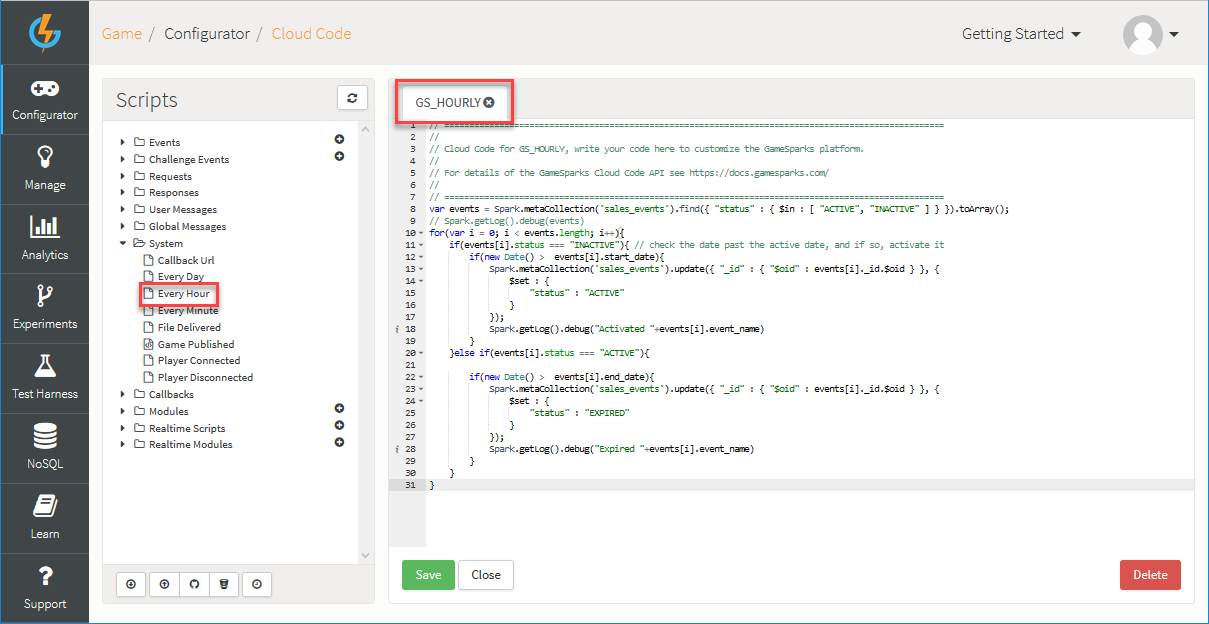 Game / Configurator / Cloud Code
Getting Started
Configurator
Manage
Analytics
Experiments
Test Harness
NoSQL
Learn
Support
Scripts
Events
Challenge Events
Requests
Responses
User Messages
Global Messages
System
Callback Url
Every Day
Every Hour
Every Minute
File Delivered
Game Published
Player Connected
Player Disconnected
Callbacks
Modules
Realtime Scripts
Realtime Modules
GS_HOURLY
1 // ====================================================================================================
2 //
3 // Cloud Code for GS_HOURLY, write your code here to customize the GameSparks platform.
4 //
5 // For details of the GameSparks Cloud Code API see https://docs.gamesparks.com/
6 //
7 // ====================================================================================================
8 var events = Spark.metaCollection('sales_events').find({ "status" : { $in : [ "ACTIVE", "INACTIVE" ] } }).toArray();
9 // Spark.getLog().debug(events)
10 for(var i = 0; i < events.length; i++){
11 if(events[i].status === "INACTIVE"){ // check the date past the active date, and if so, activate it
12 if(new Date() > events[i].start_date){
13 Spark.metaCollection('sales_events').update({ "_id" : { "$oid" : events[i]._id.$oid } }, {
14 $set : {
15 "status" : "ACTIVE"
16 }
17 });
i 18 Spark.getLog().debug("Activated "+events[i].event_name)
19 }
20 }else if(events[i].status === "ACTIVE"){
21
22 if(new Date() > events[i].end_date){
23 Spark.metaCollection('sales_events').update({ "_id" : { "$oid" : events[i]._id.$oid } }, {
24 $set : {
25 "status" : "EXPIRED"
26 }
27 });
i 28 Spark.getLog().debug("Expired "+events[i].event_name)
29 }
30 }
31 }
Save
Close
Delete